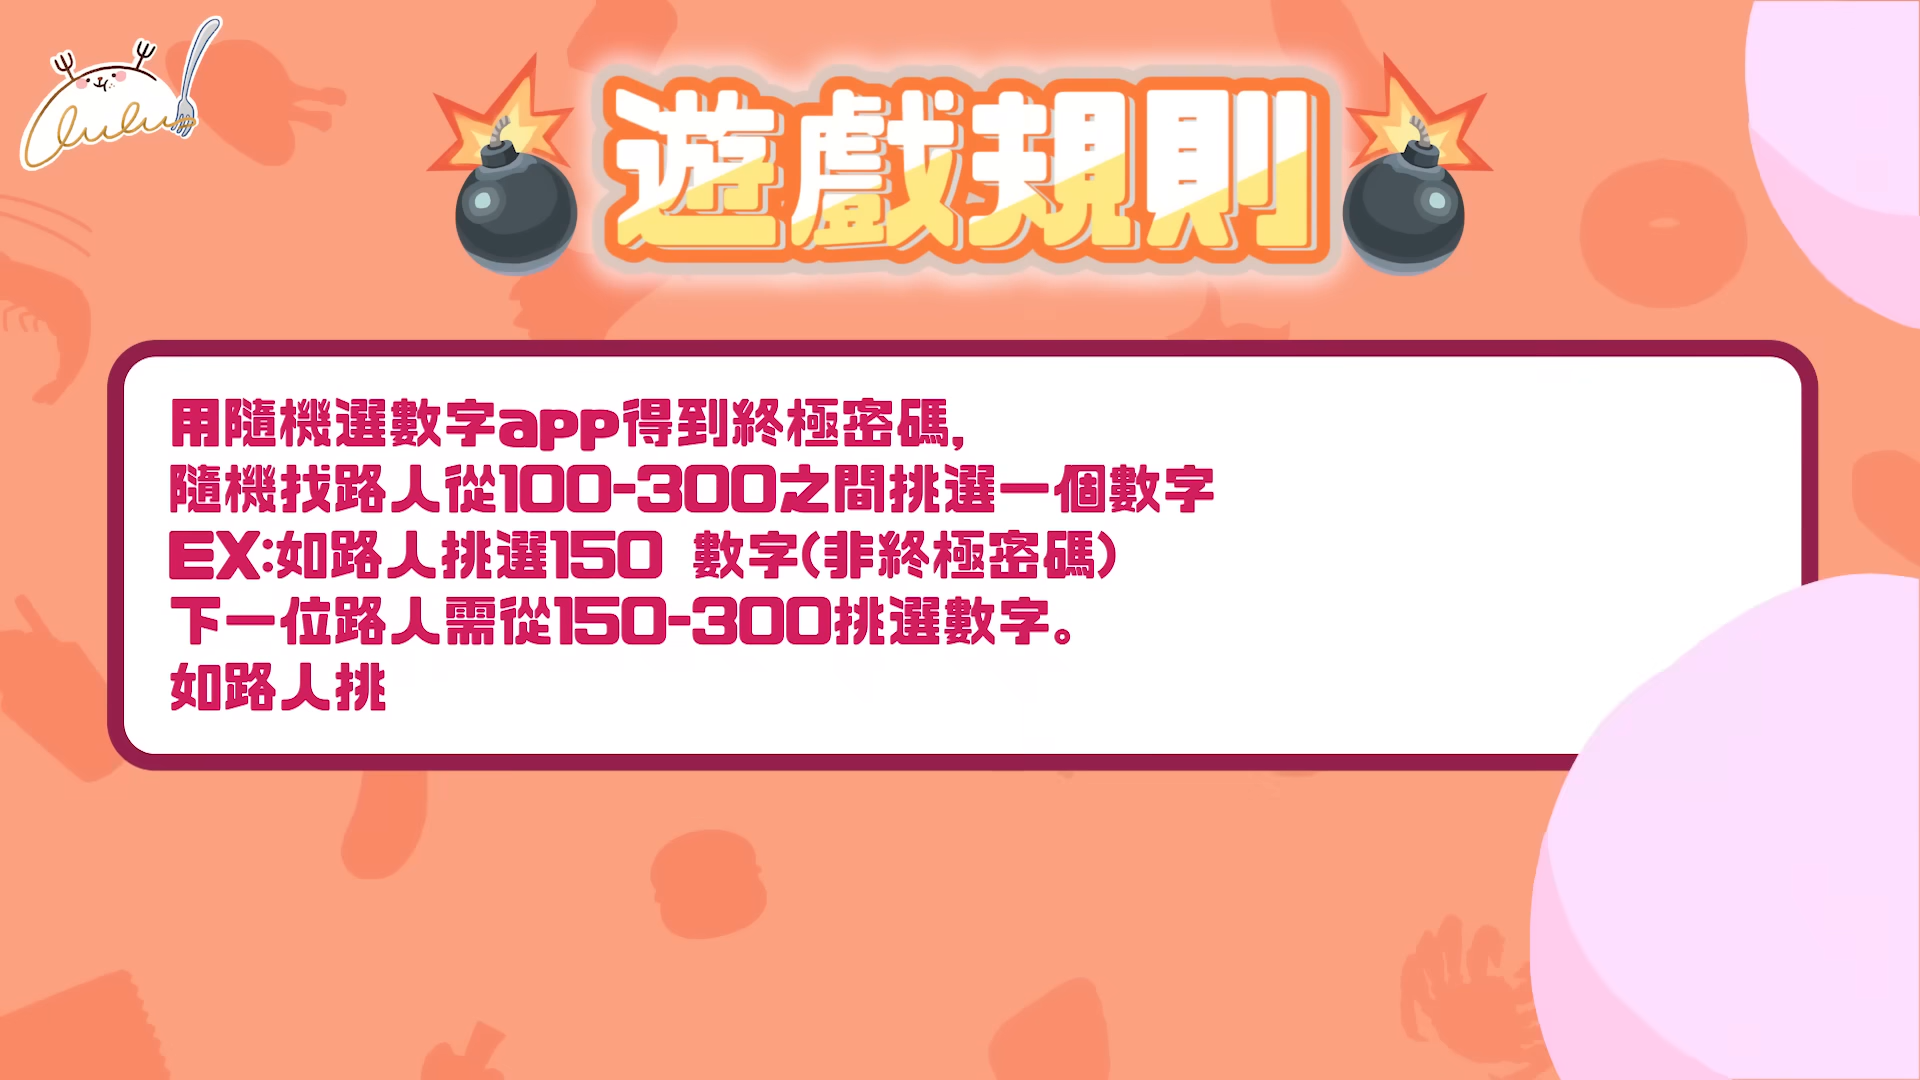 lulu
遊戲規則
用隨機選數字app得到終極密碼,
隨機找路人從100-300之間挑選一個數字
EX:如路人挑選150 數字(非終極密碼)
下一位路人需從150-300挑選數字。
如路人挑